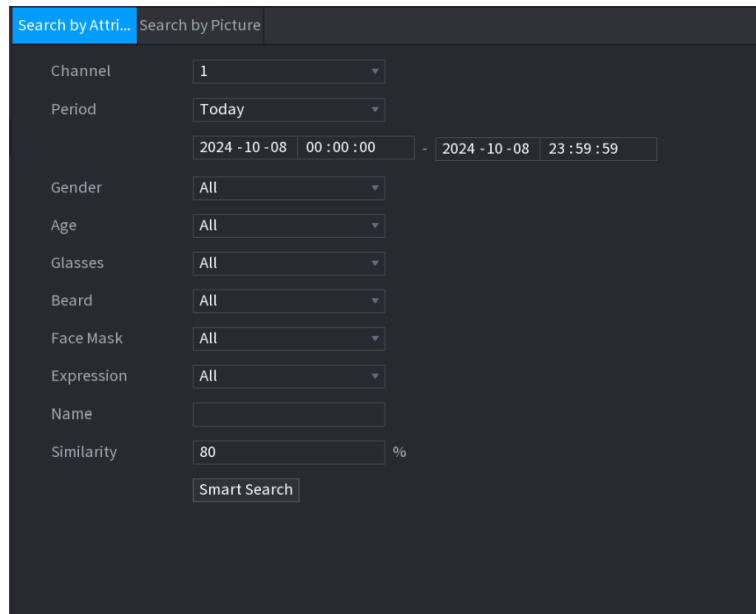 Search by Attri... Search by Picture
Channel 1
Period Today
2024 -10 -08 00 :00 :00 - 2024 -10 -08 23 :59 :59
Gender All
Age All
Glasses All
Beard All
Face Mask All
Expression All
Name
Similarity 80 %
Smart Search